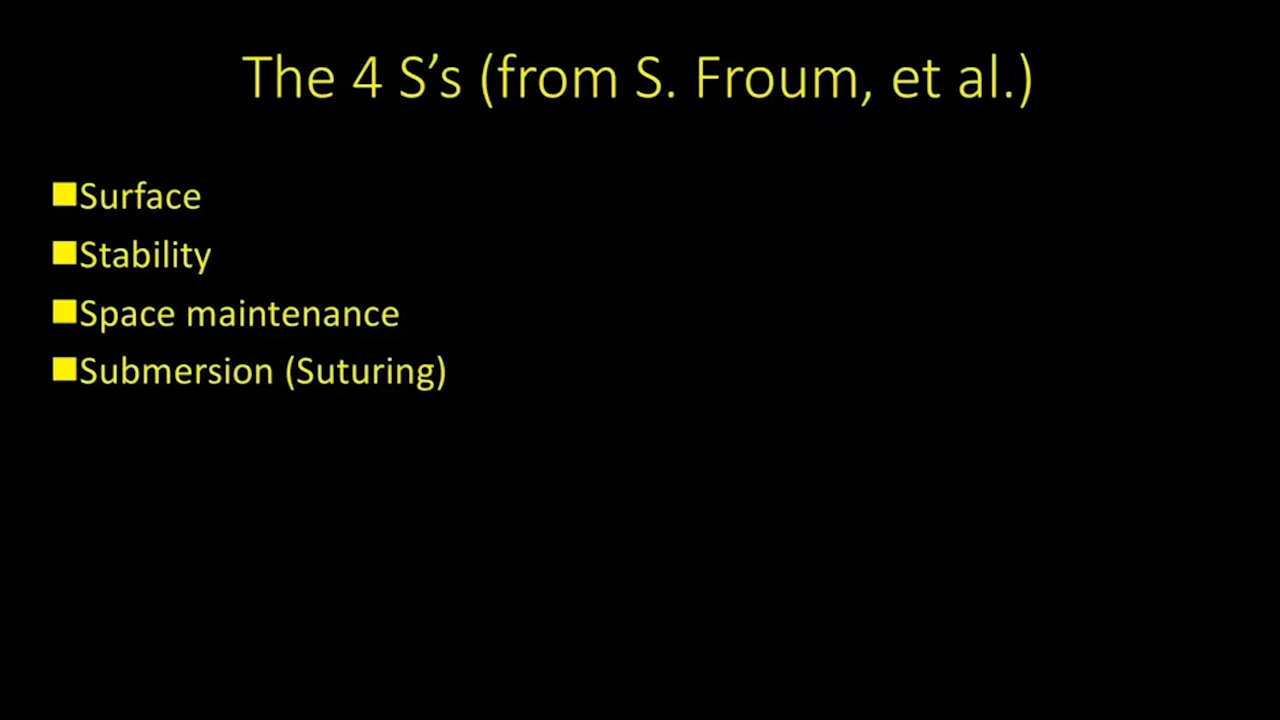 The 4 S’s (from S. Froum, et al.)
Surface
Stability
Space maintenance
Submersion (Suturing)